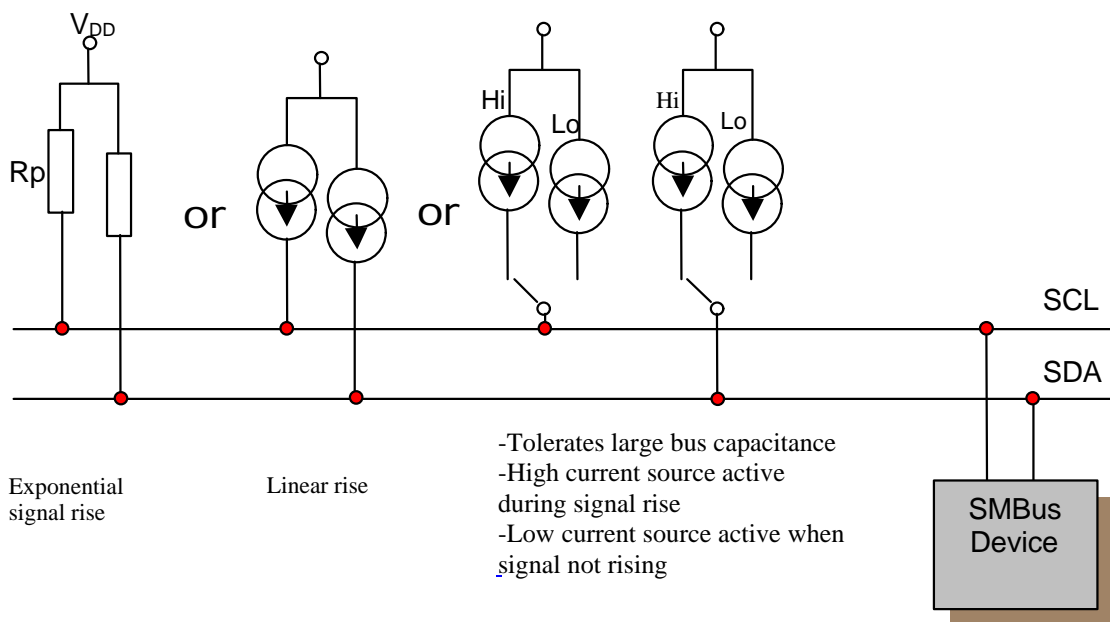 VDD
Hi
Lo
Hi
Lo
Rp
or
or
SCL
SDA
-Tolerates large bus capacitance
-High current source active
during signal rise
-Low current source active when
signal not rising
Exponential
signal rise
Linear rise
SMBus
Device